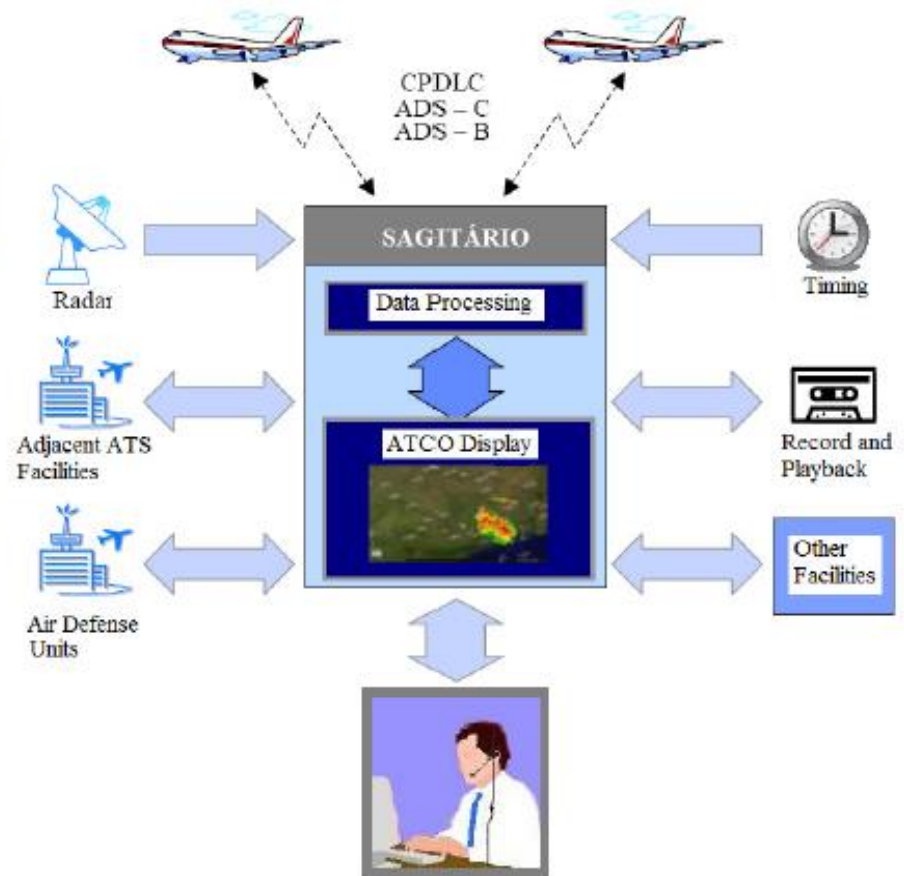 CPDLC
ADS – C
ADS – B
SAGITÁRIO
Radar
Timing
Data Processing
Adjacent ATS
Facilities
ATCO Display
Record and
Playback
Air Defense
Units
Other
Facilities